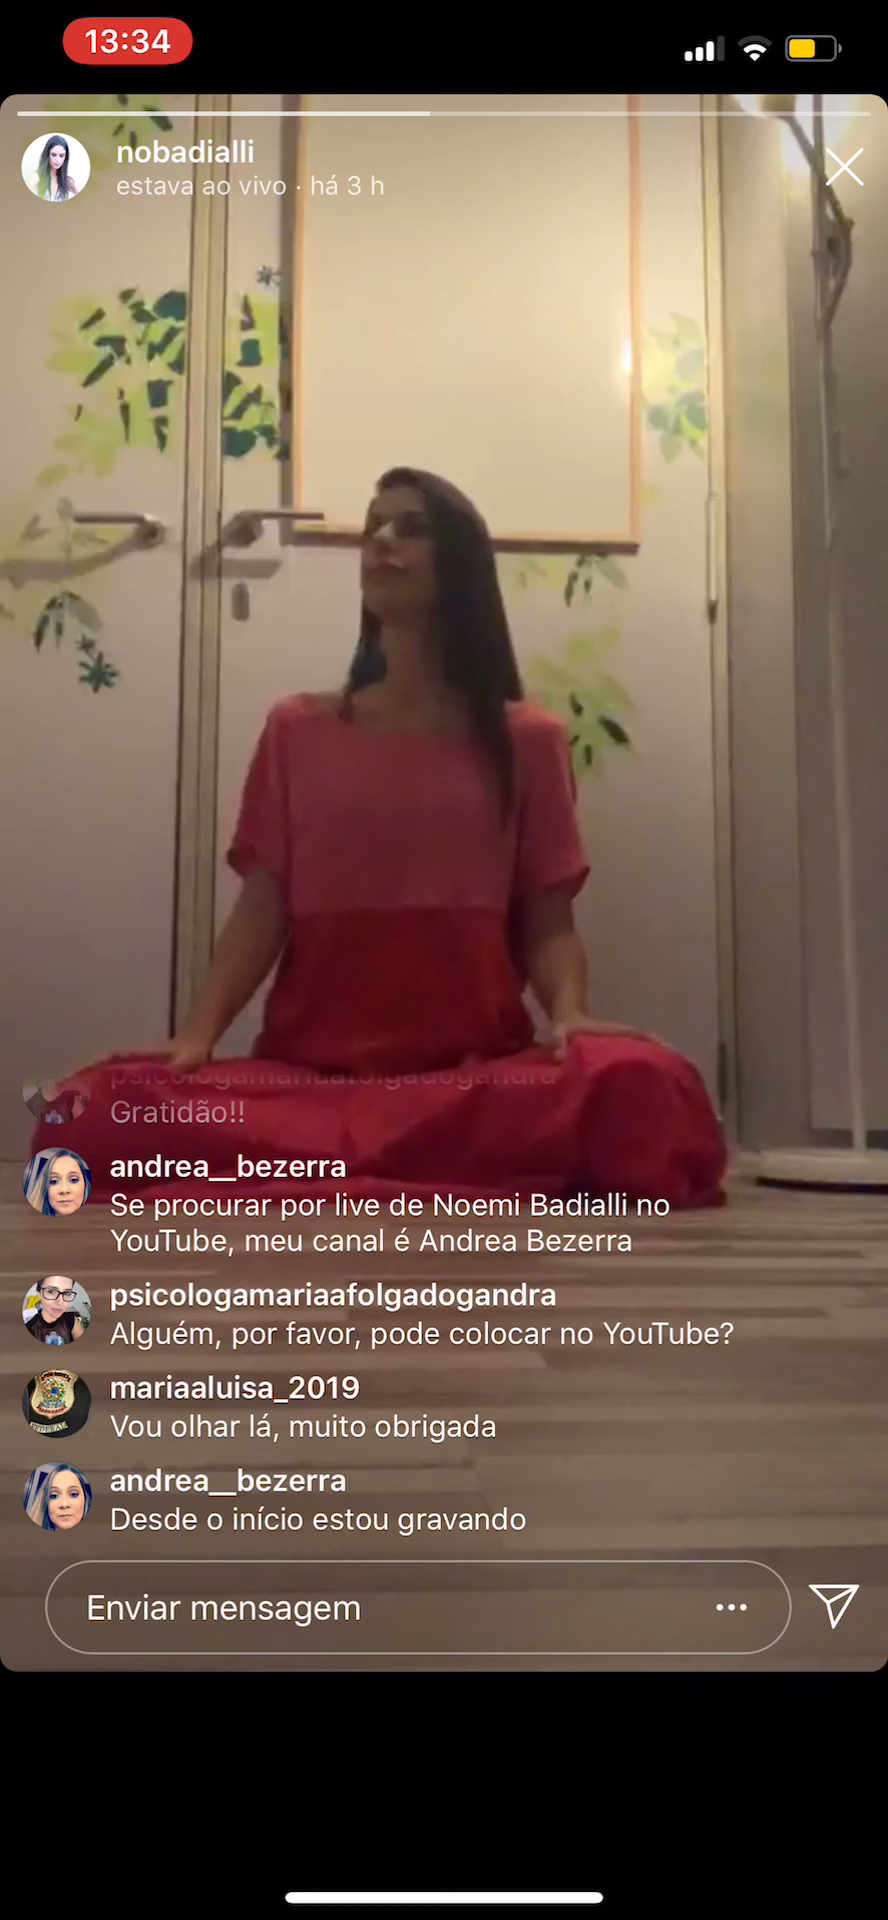 13:34
nobadialli
estava ao vivo · há 3 h
psicologamariaafolgadogandra
Gratidão!!
andrea__bezerra
Se procurar por live de Noemi Badialli no
YouTube, meu canal é Andrea Bezerra
psicologamariaafolgadogandra
Alguém, por favor, pode colocar no YouTube?
mariaaluisa_2019
Vou olhar lá, muito obrigada
andrea__bezerra
Desde o início estou gravando
Enviar mensagem